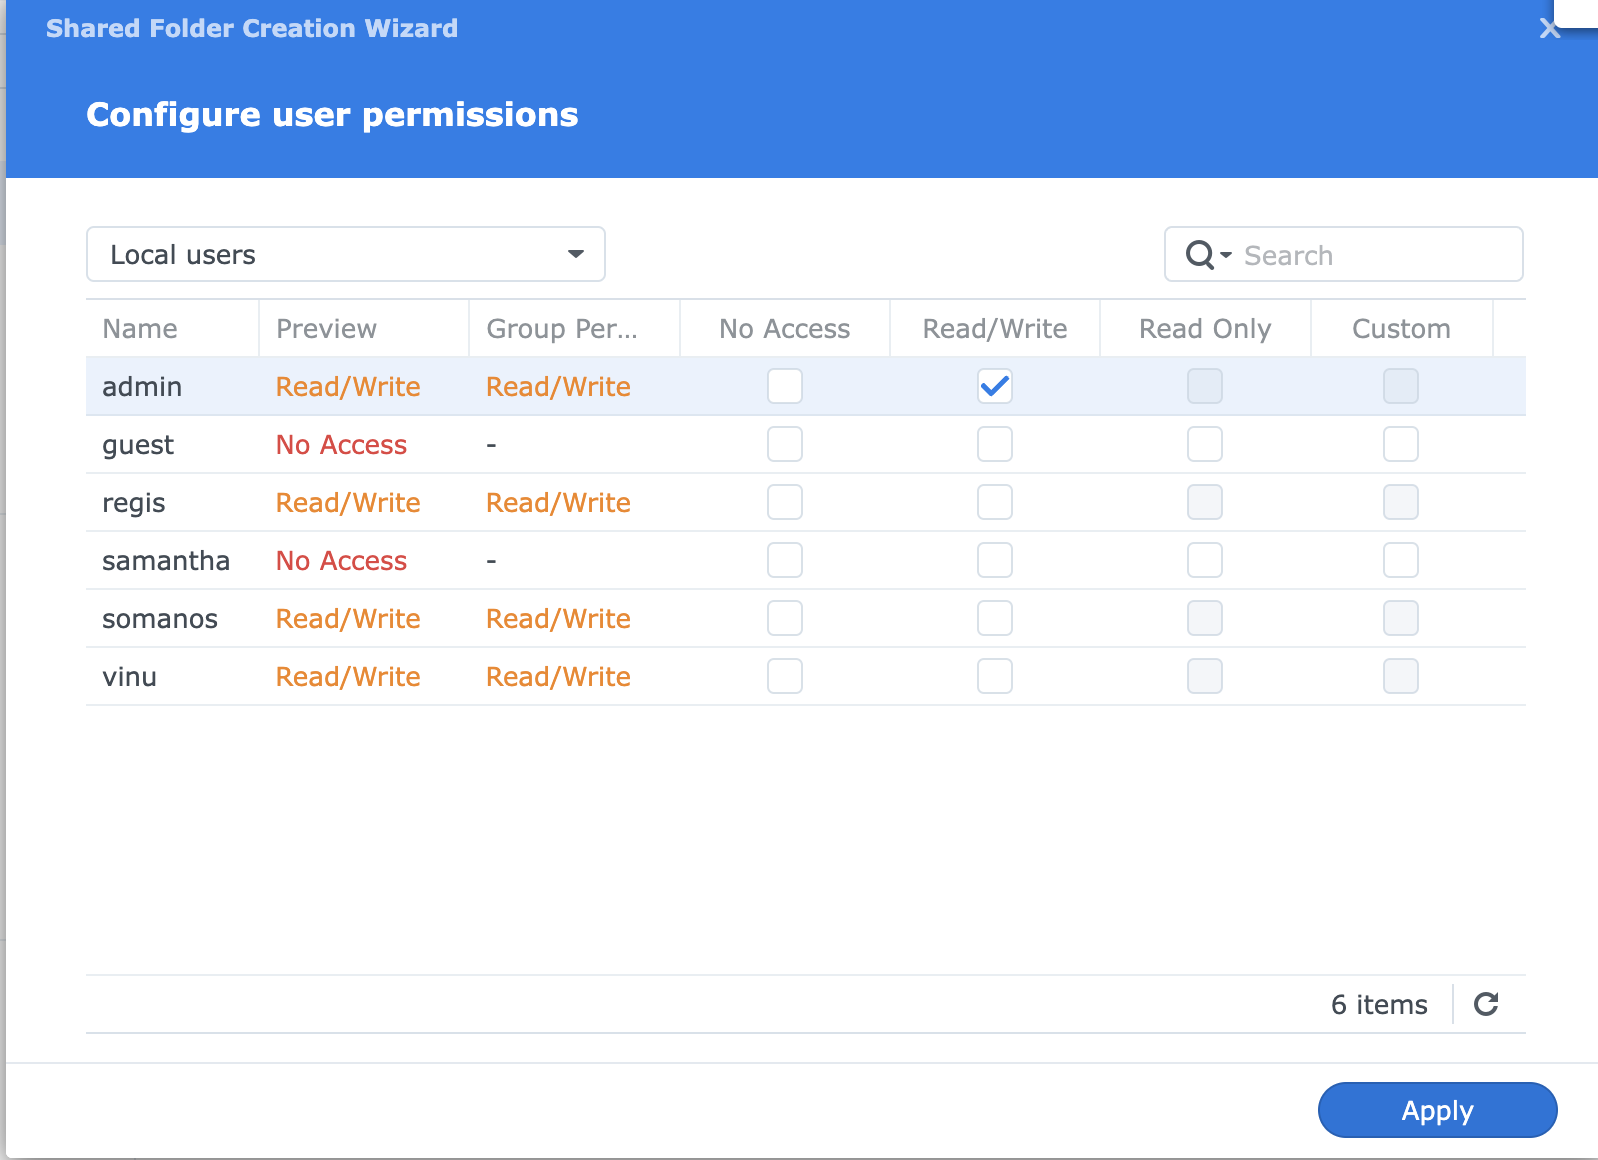 Shared Folder Creation Wizard
Configure user permissions
Local users Search
Name Preview Group Per... No Access Read/Write Read Only Custom
admin Read/Write Read/Write
guest No Access -
regis Read/Write Read/Write
samantha No Access -
somanos Read/Write Read/Write
vinu Read/Write Read/Write
6 items
Apply